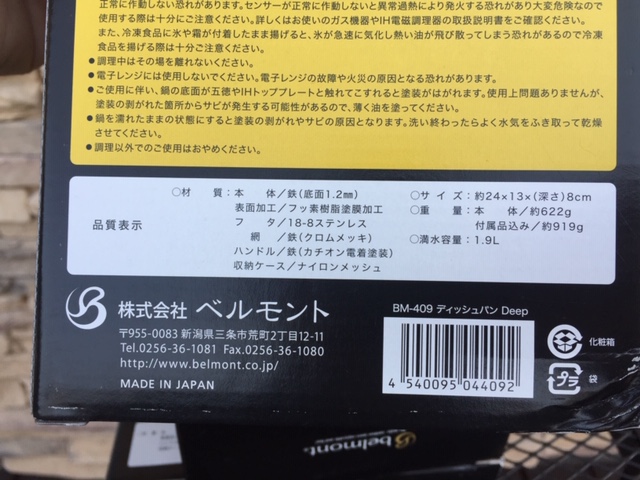 正常に作動しない恐れがあります。センサーが正常に作動しないと異常過熱により発火する恐れがあり大変危険なので
使用する際は十分にご注意ください。詳しくはお使いのガス機器やIH電磁調理器の取扱説明書をご確認ください。
また、冷凍食品に氷や霜が付着したまま揚げると、氷が急速に気化し熱い油が飛び散ってしまう恐れがあるので冷凍
食品を揚げる際は十分ご注意ください。
●調理中はその場を離れないください。
●電子レンジには使用しないでください。電子レンジの故障や火災の原因となる恐れがあります。
●ご使用に伴い、鍋の底面が五徳やIHトッププレートと触れてこすれると塗装がはがれます。使用上問題ありませんが、
塗装の剥がれた箇所からサビが発生する可能性があるので、薄く油を塗ってください。
●鍋を濡れたままの状態にすると塗装の剥がれやサビの原因となります。洗い終わったらよく水気をふき取って乾燥
させてください。
●調理以外でのご使用はおやめください。
品質表示
○材 質：本 体／鉄(底面1.2mm)
表面加工／フッ素樹脂塗膜加工
フ タ／18-8ステンレス
網 ／鉄(クロムメッキ)
ハンドル／鉄(カチオン電着塗装)
収納ケース／ナイロンメッシュ
○サ イ ズ：約24×13×(深さ)8cm
○重 量：本 体／約622g
付属品込み／約919g
○満水容量：1.9L
株式会社 ベルモント
〒955-0083 新潟県三条市荒町2丁目12-11
Tel.0256-36-1081 Fax.0256-36-1080
http://www.belmont.co.jp/
MADE IN JAPAN
BM-409 ディッシュパン Deep
4 540095 044092
化粧箱
プラ 袋
belmont